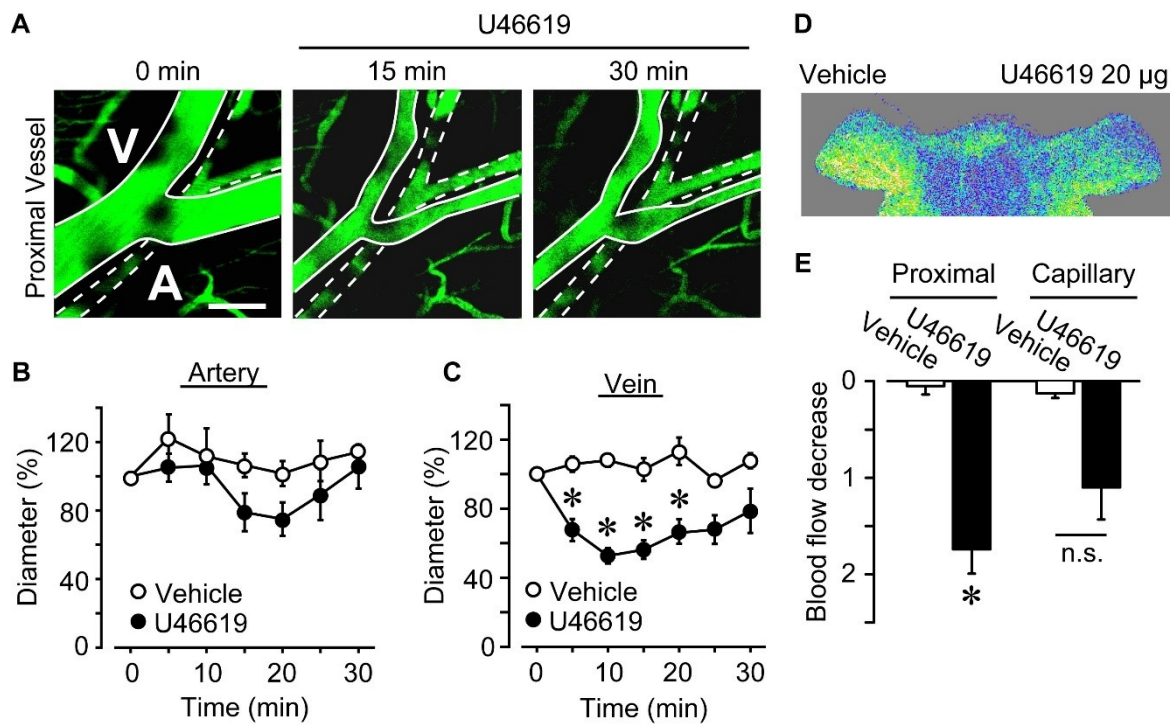 A
U46619
0 min
15 min
30 min
Proximal Vessel
V
A
B
Artery
Diameter (%)
120
80
40
0
Vehicle
U46619
0
10
20
30
Time (min)
C
Vein
Diameter (%)
120
80
40
0
* * * *
Vehicle
U46619
0
10
20
30
Time (min)
D
Vehicle
U46619 20 µg
E
Proximal
Capillary
Vehicle
U46619
Vehicle
U46619
Blood flow decrease
0
1
2
*
n.s.